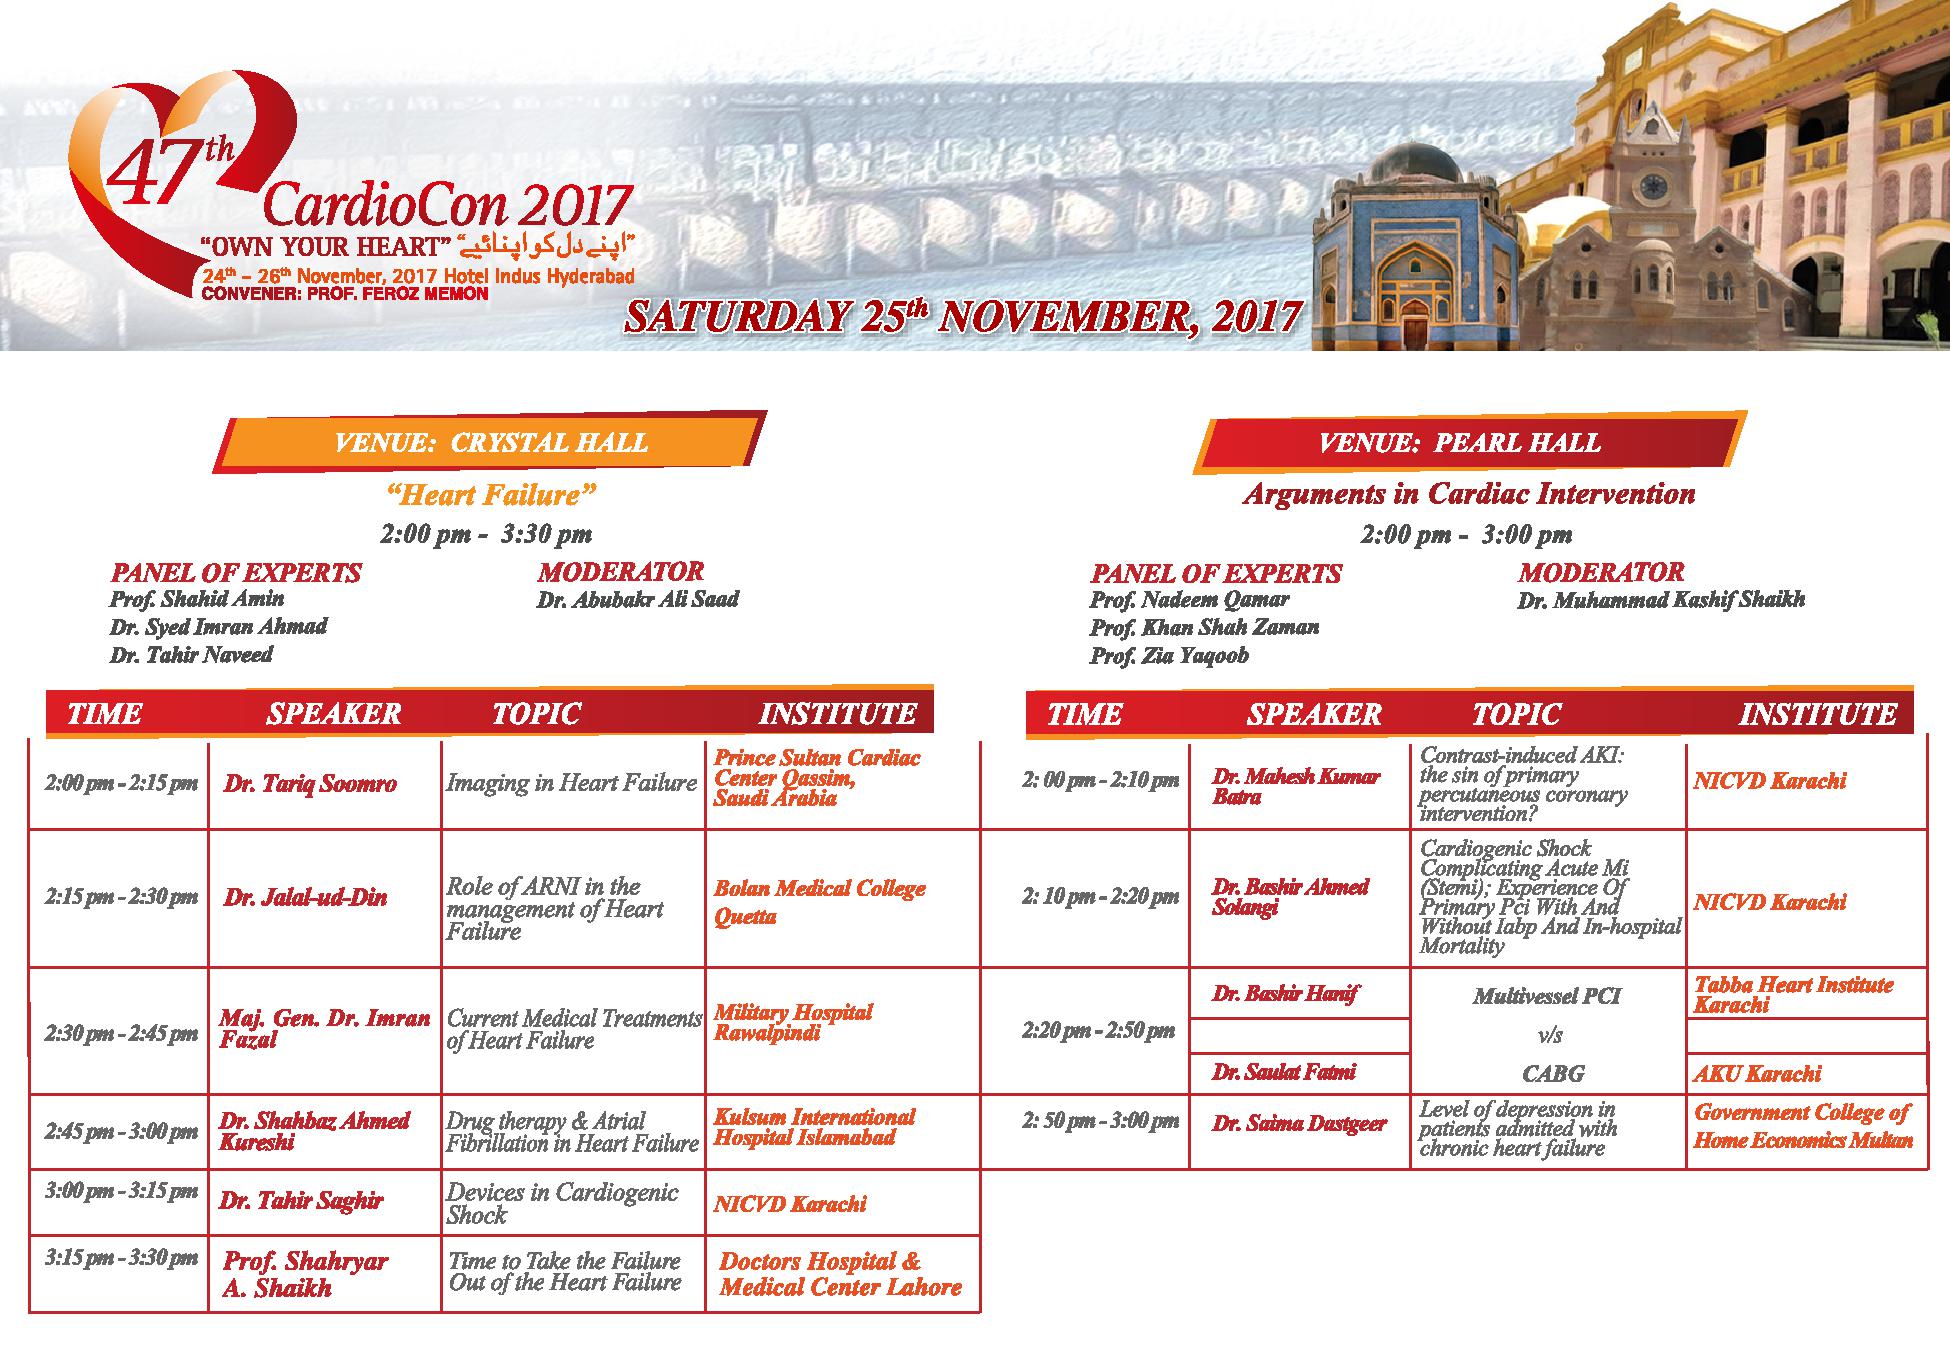 47th
CardioCon 2017
“OWN YOUR HEART” “اپنے دل کو اپنائیے”
24th – 26th November, 2017 Hotel Indus Hyderabad
CONVENER: PROF. FEROZ MEMON
SATURDAY 25th NOVEMBER, 2017
VENUE: CRYSTAL HALL
“Heart Failure”
2:00 pm - 3:30 pm
PANEL OF EXPERTS
Prof. Shahid Amin
Dr. Syed Imran Ahmad
Dr. Tahir Naveed
MODERATOR
Dr. Abubakr Ali Saad
TIME SPEAKER TOPIC INSTITUTE
2:00 pm - 2:15 pm
Dr. Tariq Soomro
Imaging in Heart Failure
Prince Sultan Cardiac
Center Qassim,
Saudi Arabia
2:15 pm - 2:30 pm
Dr. Jalal-ud-Din
Role of ARNI in the
management of Heart
Failure
Bolan Medical College
Quetta
2:30 pm - 2:45 pm
Maj. Gen. Dr. Imran
Fazal
Current Medical Treatments
of Heart Failure
Military Hospital
Rawalpindi
2:45 pm - 3:00 pm
Dr. Shahbaz Ahmed
Kureshi
Drug therapy & Atrial
Fibrillation in Heart Failure
Kulsum International
Hospital Islamabad
3:00 pm - 3:15 pm
Dr. Tahir Saghir
Devices in Cardiogenic
Shock
NICVD Karachi
3:15 pm - 3:30 pm
Prof. Shahryar
A. Shaikh
Time to Take the Failure
Out of the Heart Failure
Doctors Hospital &
Medical Center Lahore
VENUE: PEARL HALL
Arguments in Cardiac Intervention
2:00 pm - 3:00 pm
PANEL OF EXPERTS
Prof. Nadeem Qamar
Prof. Khan Shah Zaman
Prof. Zia Yaqoob
MODERATOR
Dr. Muhammad Kashif Shaikh
TIME SPEAKER TOPIC INSTITUTE
2: 00 pm - 2:10 pm
Dr. Mahesh Kumar
Batra
Contrast-induced AKI:
the sin of primary
percutaneous coronary
intervention?
NICVD Karachi
2: 10 pm - 2:20 pm
Dr. Bashir Ahmed
Solangi
Cardiogenic Shock
Complicating Acute Mi
(Stemi); Experience Of
Primary Pci With And
Without Iabp And In-hospital
Mortality
NICVD Karachi
2:20 pm - 2:50 pm
Dr. Bashir Hanif
Multivessel PCI
Tabba Heart Institute
Karachi
v/s
Dr. Saulat Fatmi
CABG
AKU Karachi
2: 50 pm - 3:00 pm
Dr. Saima Dastgeer
Level of depression in
patients admitted with
chronic heart failure
Government College of
Home Economics Multan